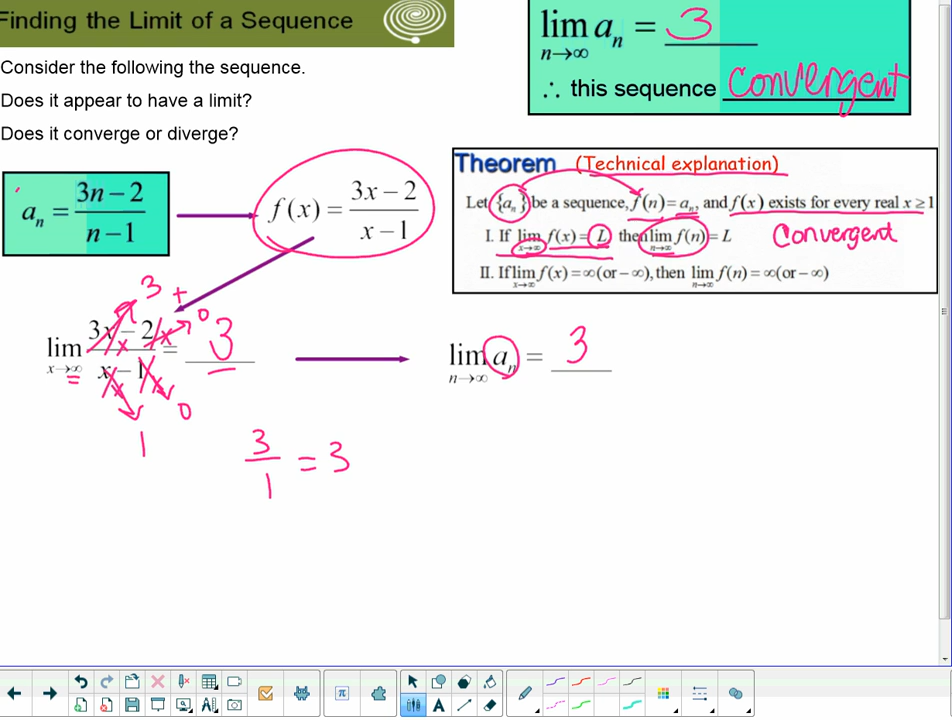 Finding the Limit of a Sequence
lim n→∞ a_n = 3
∴ this sequence Convergent
Consider the following the sequence.
Does it appear to have a limit?
Does it converge or diverge?
a_n = (3n − 2)/(n − 1)
f(x) = (3x − 2)/(x − 1)
Theorem (Technical explanation)
Let {a_n} be a sequence, f(n) = a_n, and f(x) exists for every real x ≥ 1
I. If lim x→∞ f(x) = L then lim n→∞ f(n) = L Convergent
II. If lim x→∞ f(x) = ∞(or −∞), then lim n→∞ f(n) = ∞(or −∞)
3 + 0
lim x→∞ (3x/x − 2/x)/(x/x − 1/x) = 3
1 0
lim n→∞ a_n = 3
3/1 = 3